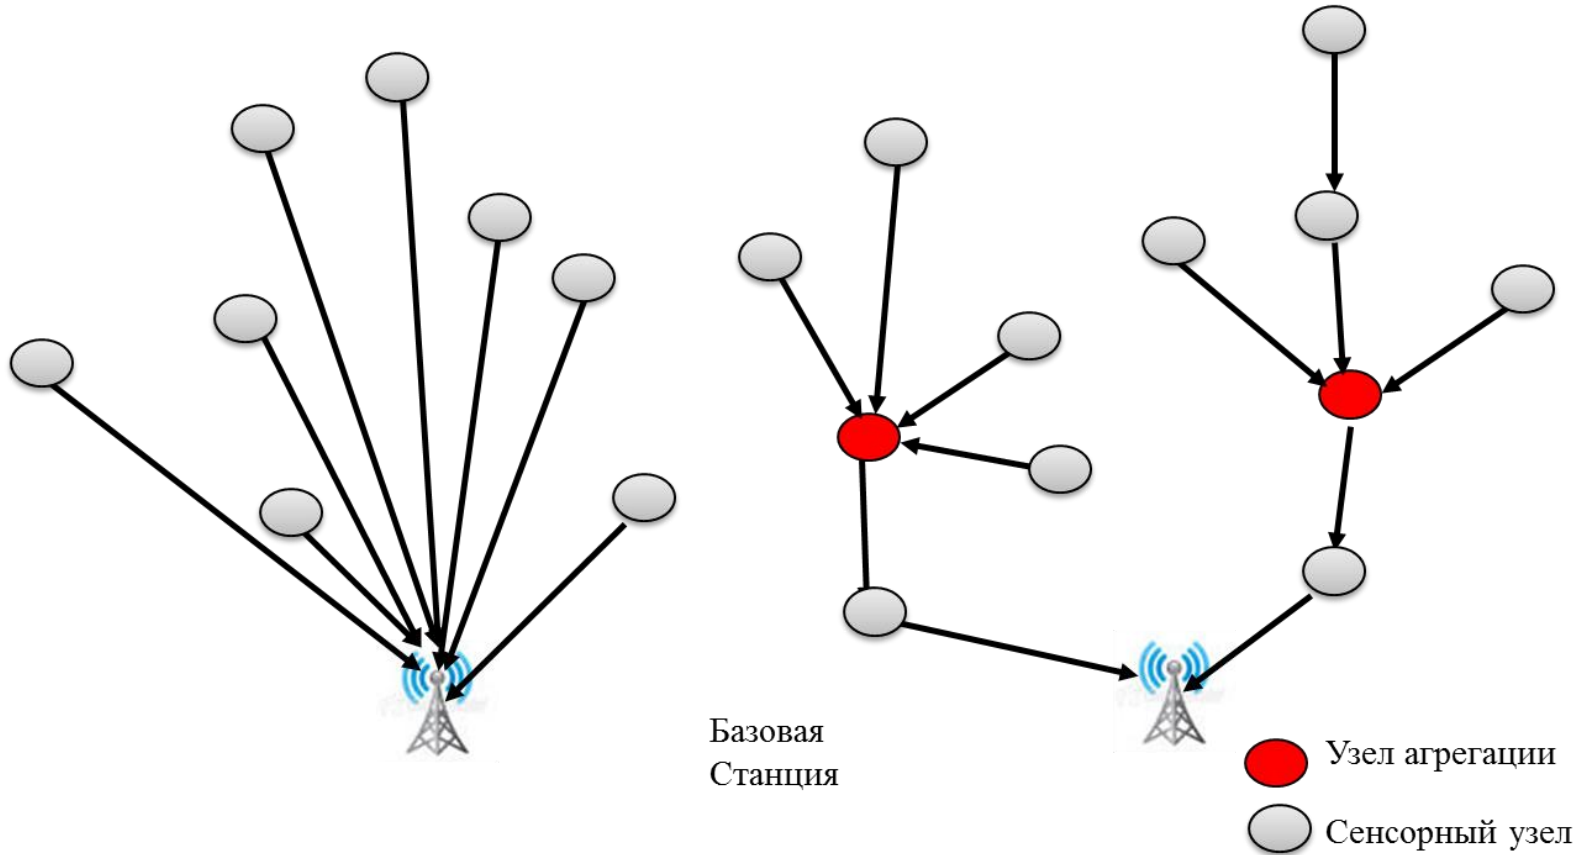 Базовая
Станция
Узел агрегации
Сенсорный узел